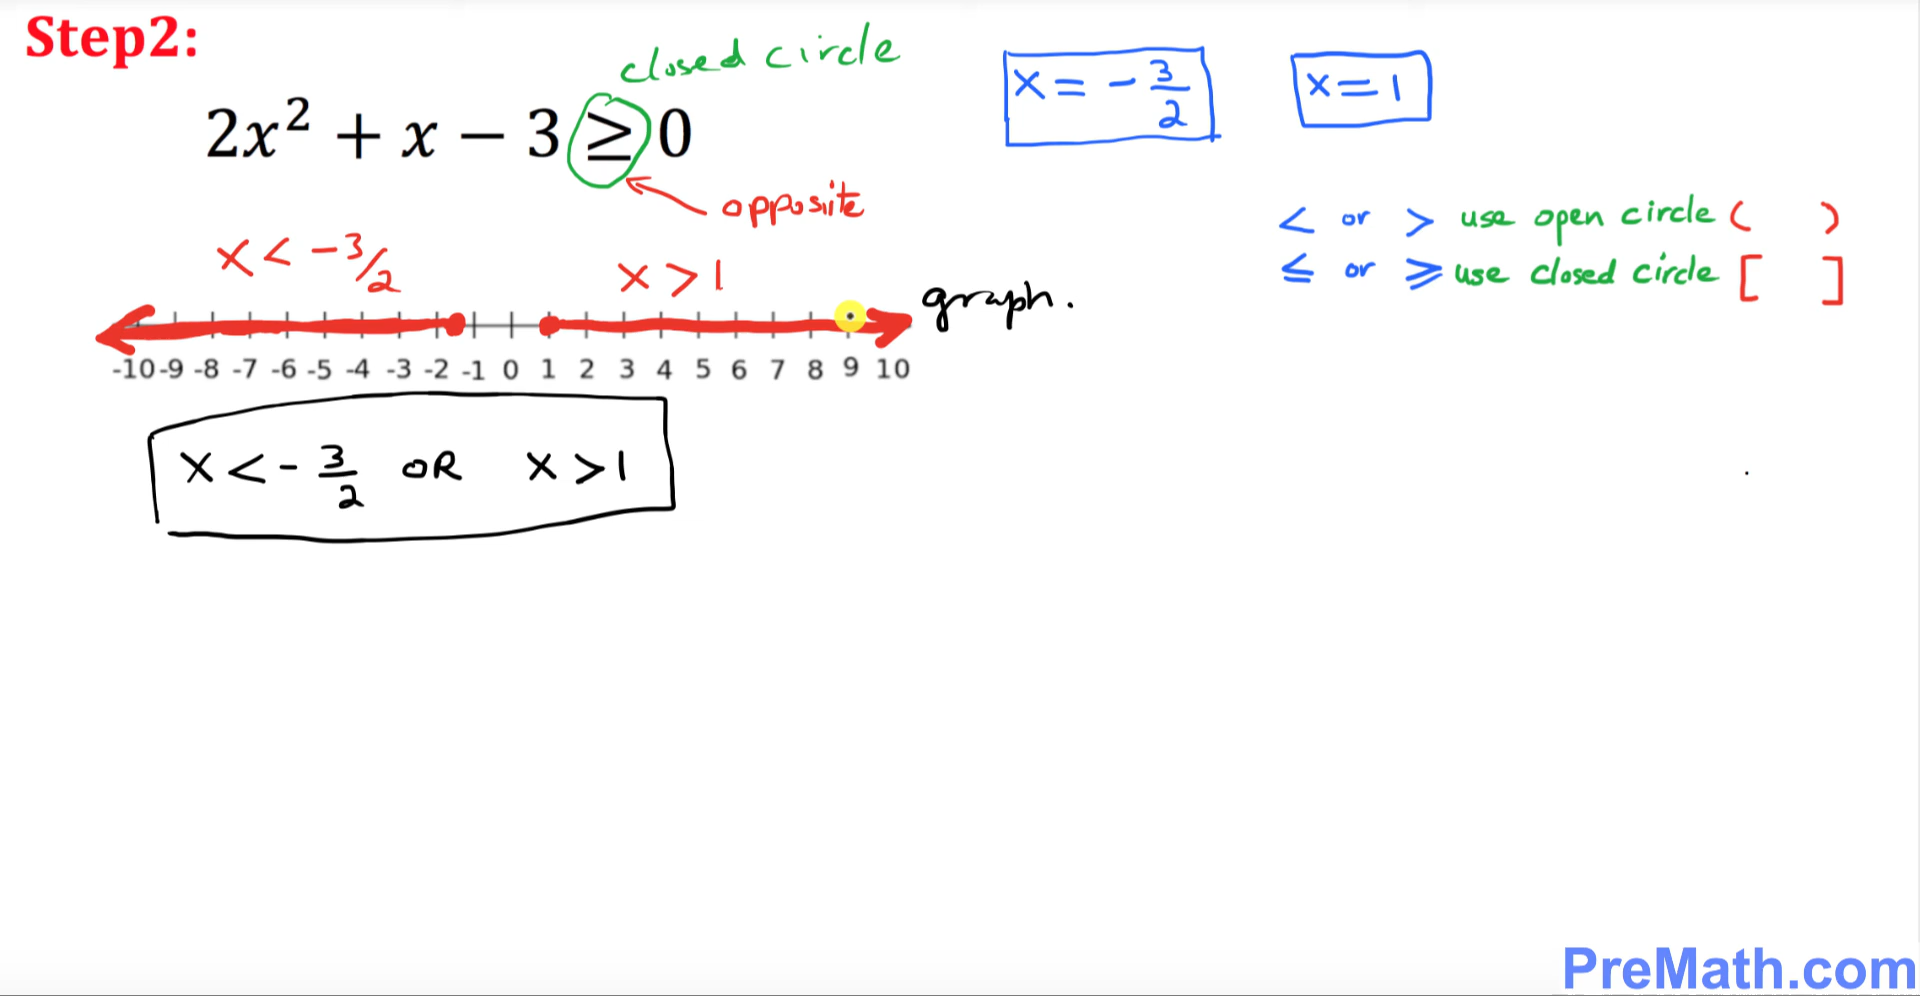 Step2:
closed circle
2x² + x − 3 ≥ 0
x = - 3/2
x = 1
opposite
< or > use open circle ( )
≤ or ≥ use closed circle [ ]
x < -3/2
x > 1
graph.
-10 -9 -8 -7 -6 -5 -4 -3 -2 -1 0 1 2 3 4 5 6 7 8 9 10
x < - 3/2 OR x > 1
PreMath.com